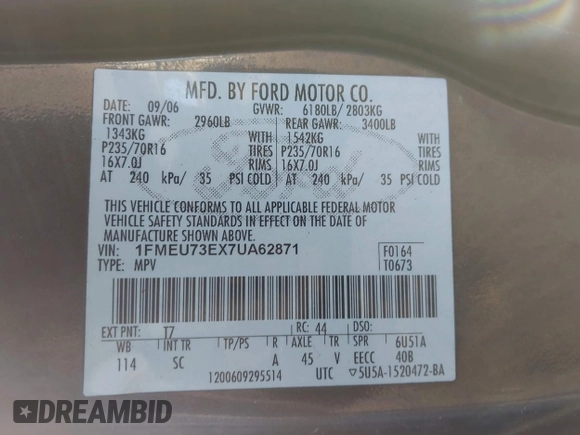 MFD. BY FORD MOTOR CO.
DATE: 09/06 GVWR: 6180LB/ 2803KG
FRONT GAWR: 2960LB REAR GAWR: 3400LB
1343KG 1542KG
P235/70R16 TIRES P235/70R16 TIRES
16X7.0J RIMS 16X7.0J RIMS
AT 240 kPa/ 35 PSI COLD AT 240 kPa/ 35 PSI COLD
THIS VEHICLE CONFORMS TO ALL APPLICABLE FEDERAL MOTOR
VEHICLE SAFETY STANDARDS IN EFFECT ON THE DATE OF
MANUFACTURE SHOWN ABOVE.
VIN: 1FMEU73EX7UA62871 F0164
TYPE: MPV T0673
EXT PNT: T7 RC: 44 DSO:
WB INT TR TP/PS R AXLE TR SPR 6U51A
114 SC A 45 V EECC 40B
1200609295514 UTC ▽5U5A-1520472-BA
DREAMBID